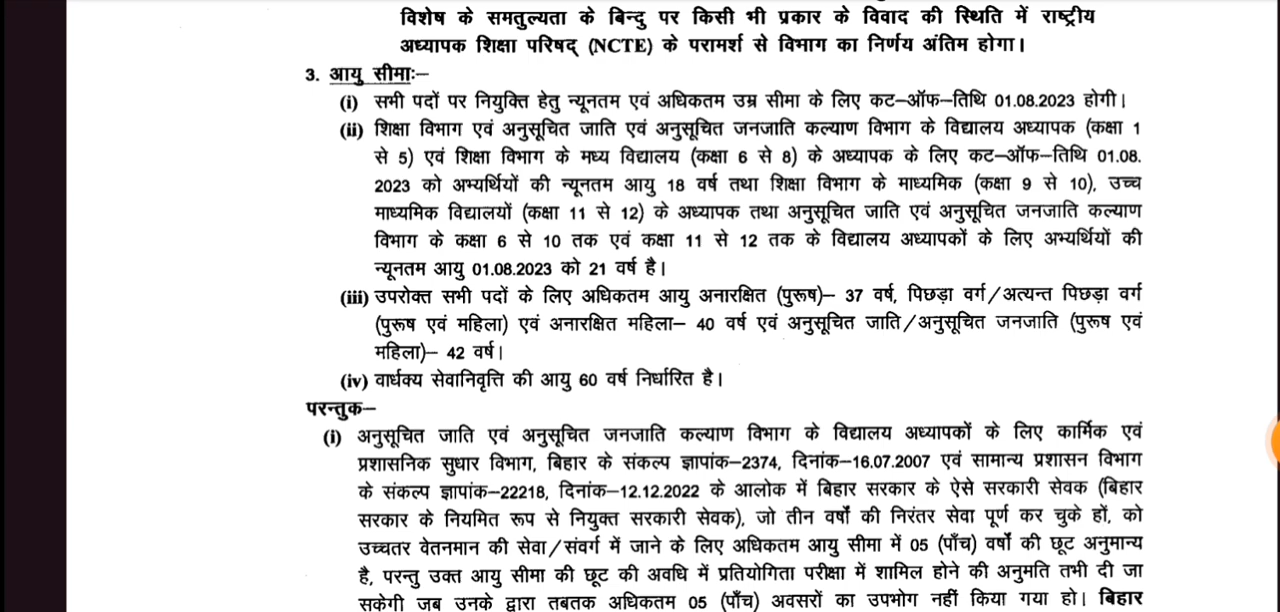 विशेष के समतुल्यता के बिन्दु पर किसी भी प्रकार के विवाद की स्थिति में राष्ट्रीय
अध्यापक शिक्षा परिषद् (NCTE) के परामर्श से विभाग का निर्णय अंतिम होगा।
3. आयु सीमाः–
(i) सभी पदों पर नियुक्ति हेतु न्यूनतम एवं अधिकतम उम्र सीमा के लिए कट–ऑफ–तिथि 01.08.2023 होगी।
(ii) शिक्षा विभाग एवं अनुसूचित जाति एवं अनुसूचित जनजाति कल्याण विभाग के विद्यालय अध्यापक (कक्षा 1
से 5) एवं शिक्षा विभाग के मध्य विद्यालय (कक्षा 6 से 8) के अध्यापक के लिए कट–ऑफ–तिथि 01.08.
2023 को अभ्यर्थियों की न्यूनतम आयु 18 वर्ष तथा शिक्षा विभाग के माध्यमिक (कक्षा 9 से 10), उच्च
माध्यमिक विद्यालयों (कक्षा 11 से 12) के अध्यापक तथा अनुसूचित जाति एवं अनुसूचित जनजाति कल्याण
विभाग के कक्षा 6 से 10 तक एवं कक्षा 11 से 12 तक के विद्यालय अध्यापकों के लिए अभ्यर्थियों की
न्यूनतम आयु 01.08.2023 को 21 वर्ष है।
(iii) उपरोक्त सभी पदों के लिए अधिकतम आयु अनारक्षित (पुरूष)– 37 वर्ष, पिछड़ा वर्ग/अत्यन्त पिछड़ा वर्ग
(पुरूष एवं महिला) एवं अनारक्षित महिला– 40 वर्ष एवं अनुसूचित जाति/अनुसूचित जनजाति (पुरूष एवं
महिला)– 42 वर्ष।
(iv) वार्धक्य सेवानिवृत्ति की आयु 60 वर्ष निर्धारित है।
परन्तुक–
(i) अनुसूचित जाति एवं अनुसूचित जनजाति कल्याण विभाग के विद्यालय अध्यापकों के लिए कार्मिक एवं
प्रशासनिक सुधार विभाग, बिहार के संकल्प ज्ञापांक–2374, दिनांक–16.07.2007 एवं सामान्य प्रशासन विभाग
के संकल्प ज्ञापांक–22218, दिनांक–12.12.2022 के आलोक में बिहार सरकार के ऐसे सरकारी सेवक (बिहार
सरकार के नियमित रूप से नियुक्त सरकारी सेवक), जो तीन वर्षों की निरंतर सेवा पूर्ण कर चुके हों, को
उच्चतर वेतनमान की सेवा/संवर्ग में जाने के लिए अधिकतम आयु सीमा में 05 (पाँच) वर्षों की छूट अनुमान्य
है, परन्तु उक्त आयु सीमा की छूट की अवधि में प्रतियोगिता परीक्षा में शामिल होने की अनुमति तभी दी जा
सकेगी जब उनके द्वारा तबतक अधिकतम 05 (पाँच) अवसरों का उपभोग नहीं किया गया हो। बिहार